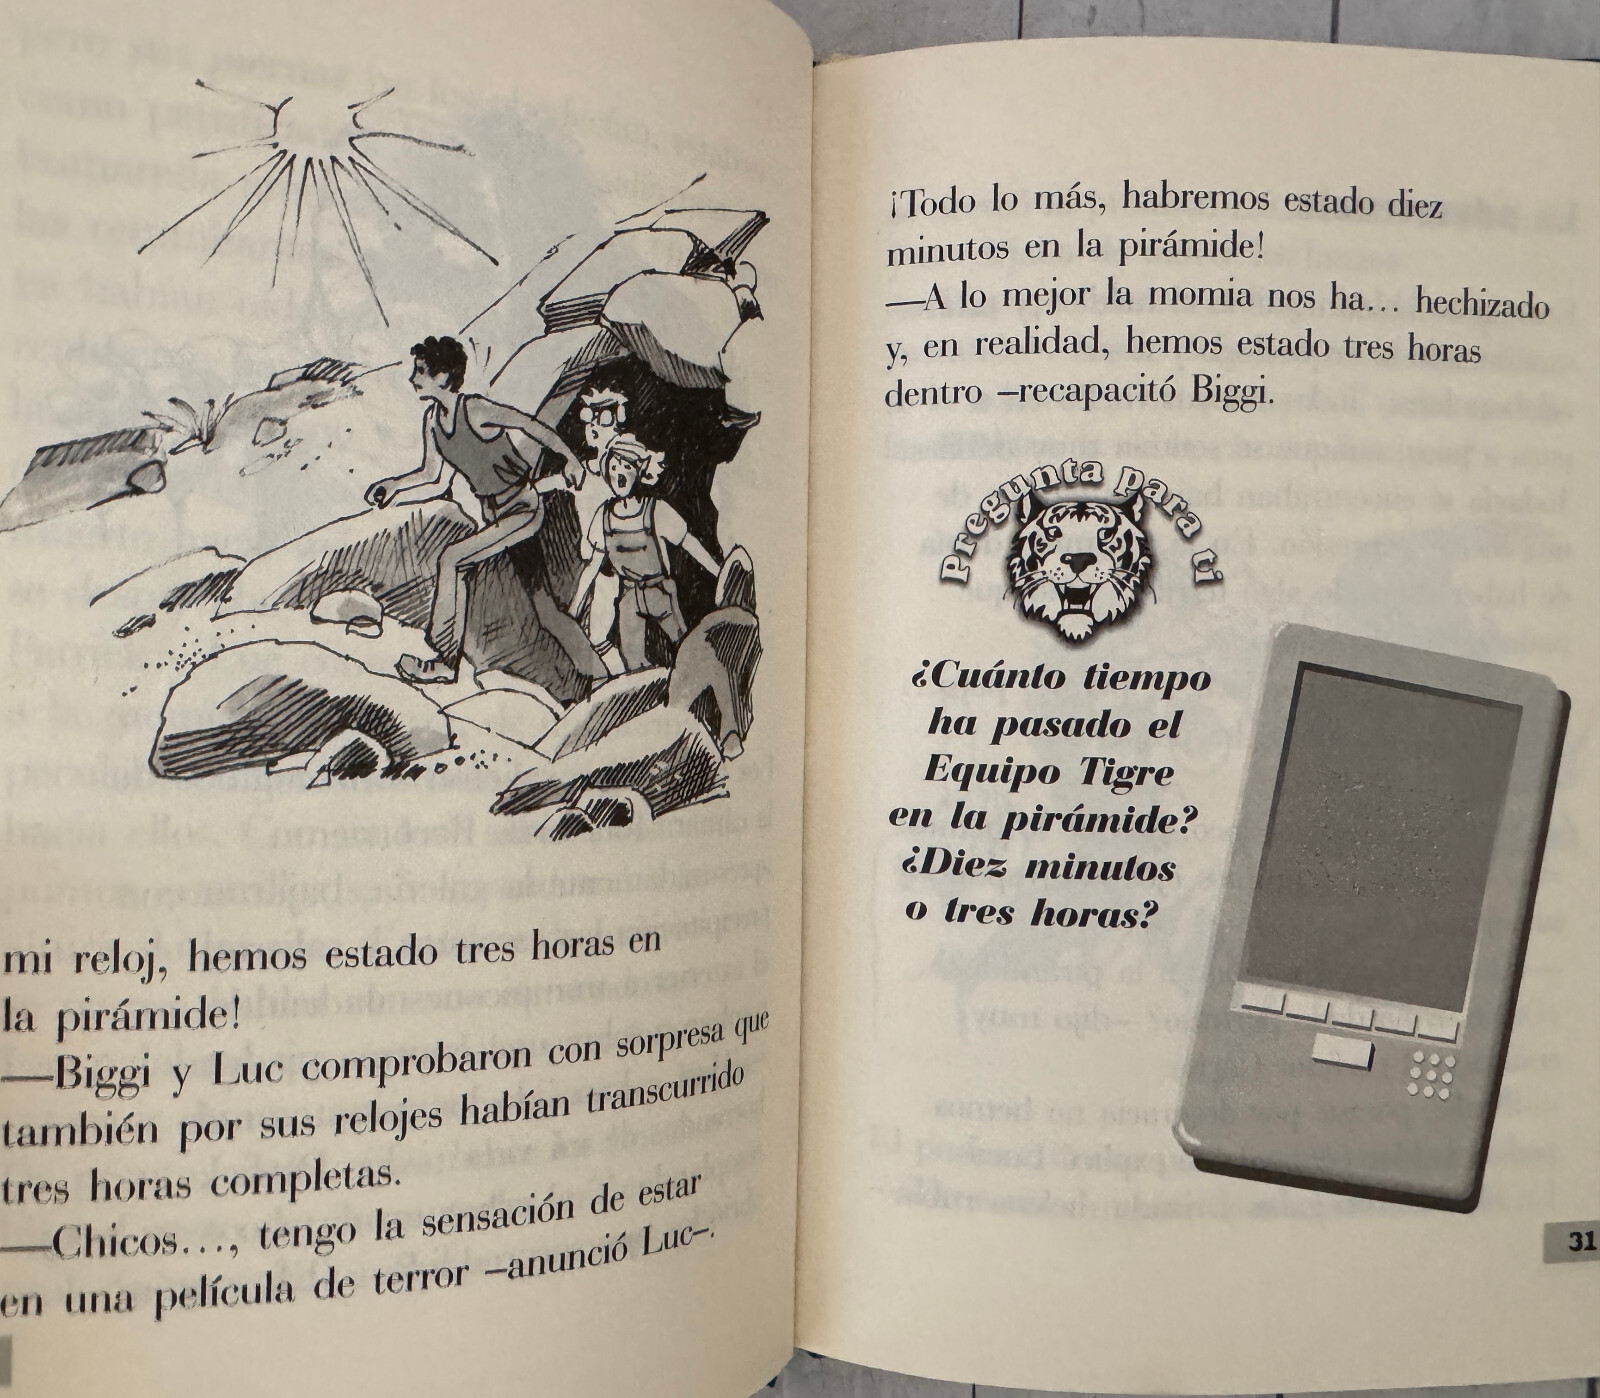 mi reloj, hemos estado tres horas en
la pirámide!
—Biggi y Luc comprobaron con sorpresa que
también por sus relojes habían transcurrido
tres horas completas.
—Chicos..., tengo la sensación de estar
en una película de terror –anunció Luc–.
¡Todo lo más, habremos estado diez
minutos en la pirámide!
—A lo mejor la momia nos ha... hechizado
y, en realidad, hemos estado tres horas
dentro –recapacitó Biggi.
Pregunta para ti
¿Cuánto tiempo
ha pasado el
Equipo Tigre
en la pirámide?
¿Diez minutos
o tres horas?
31